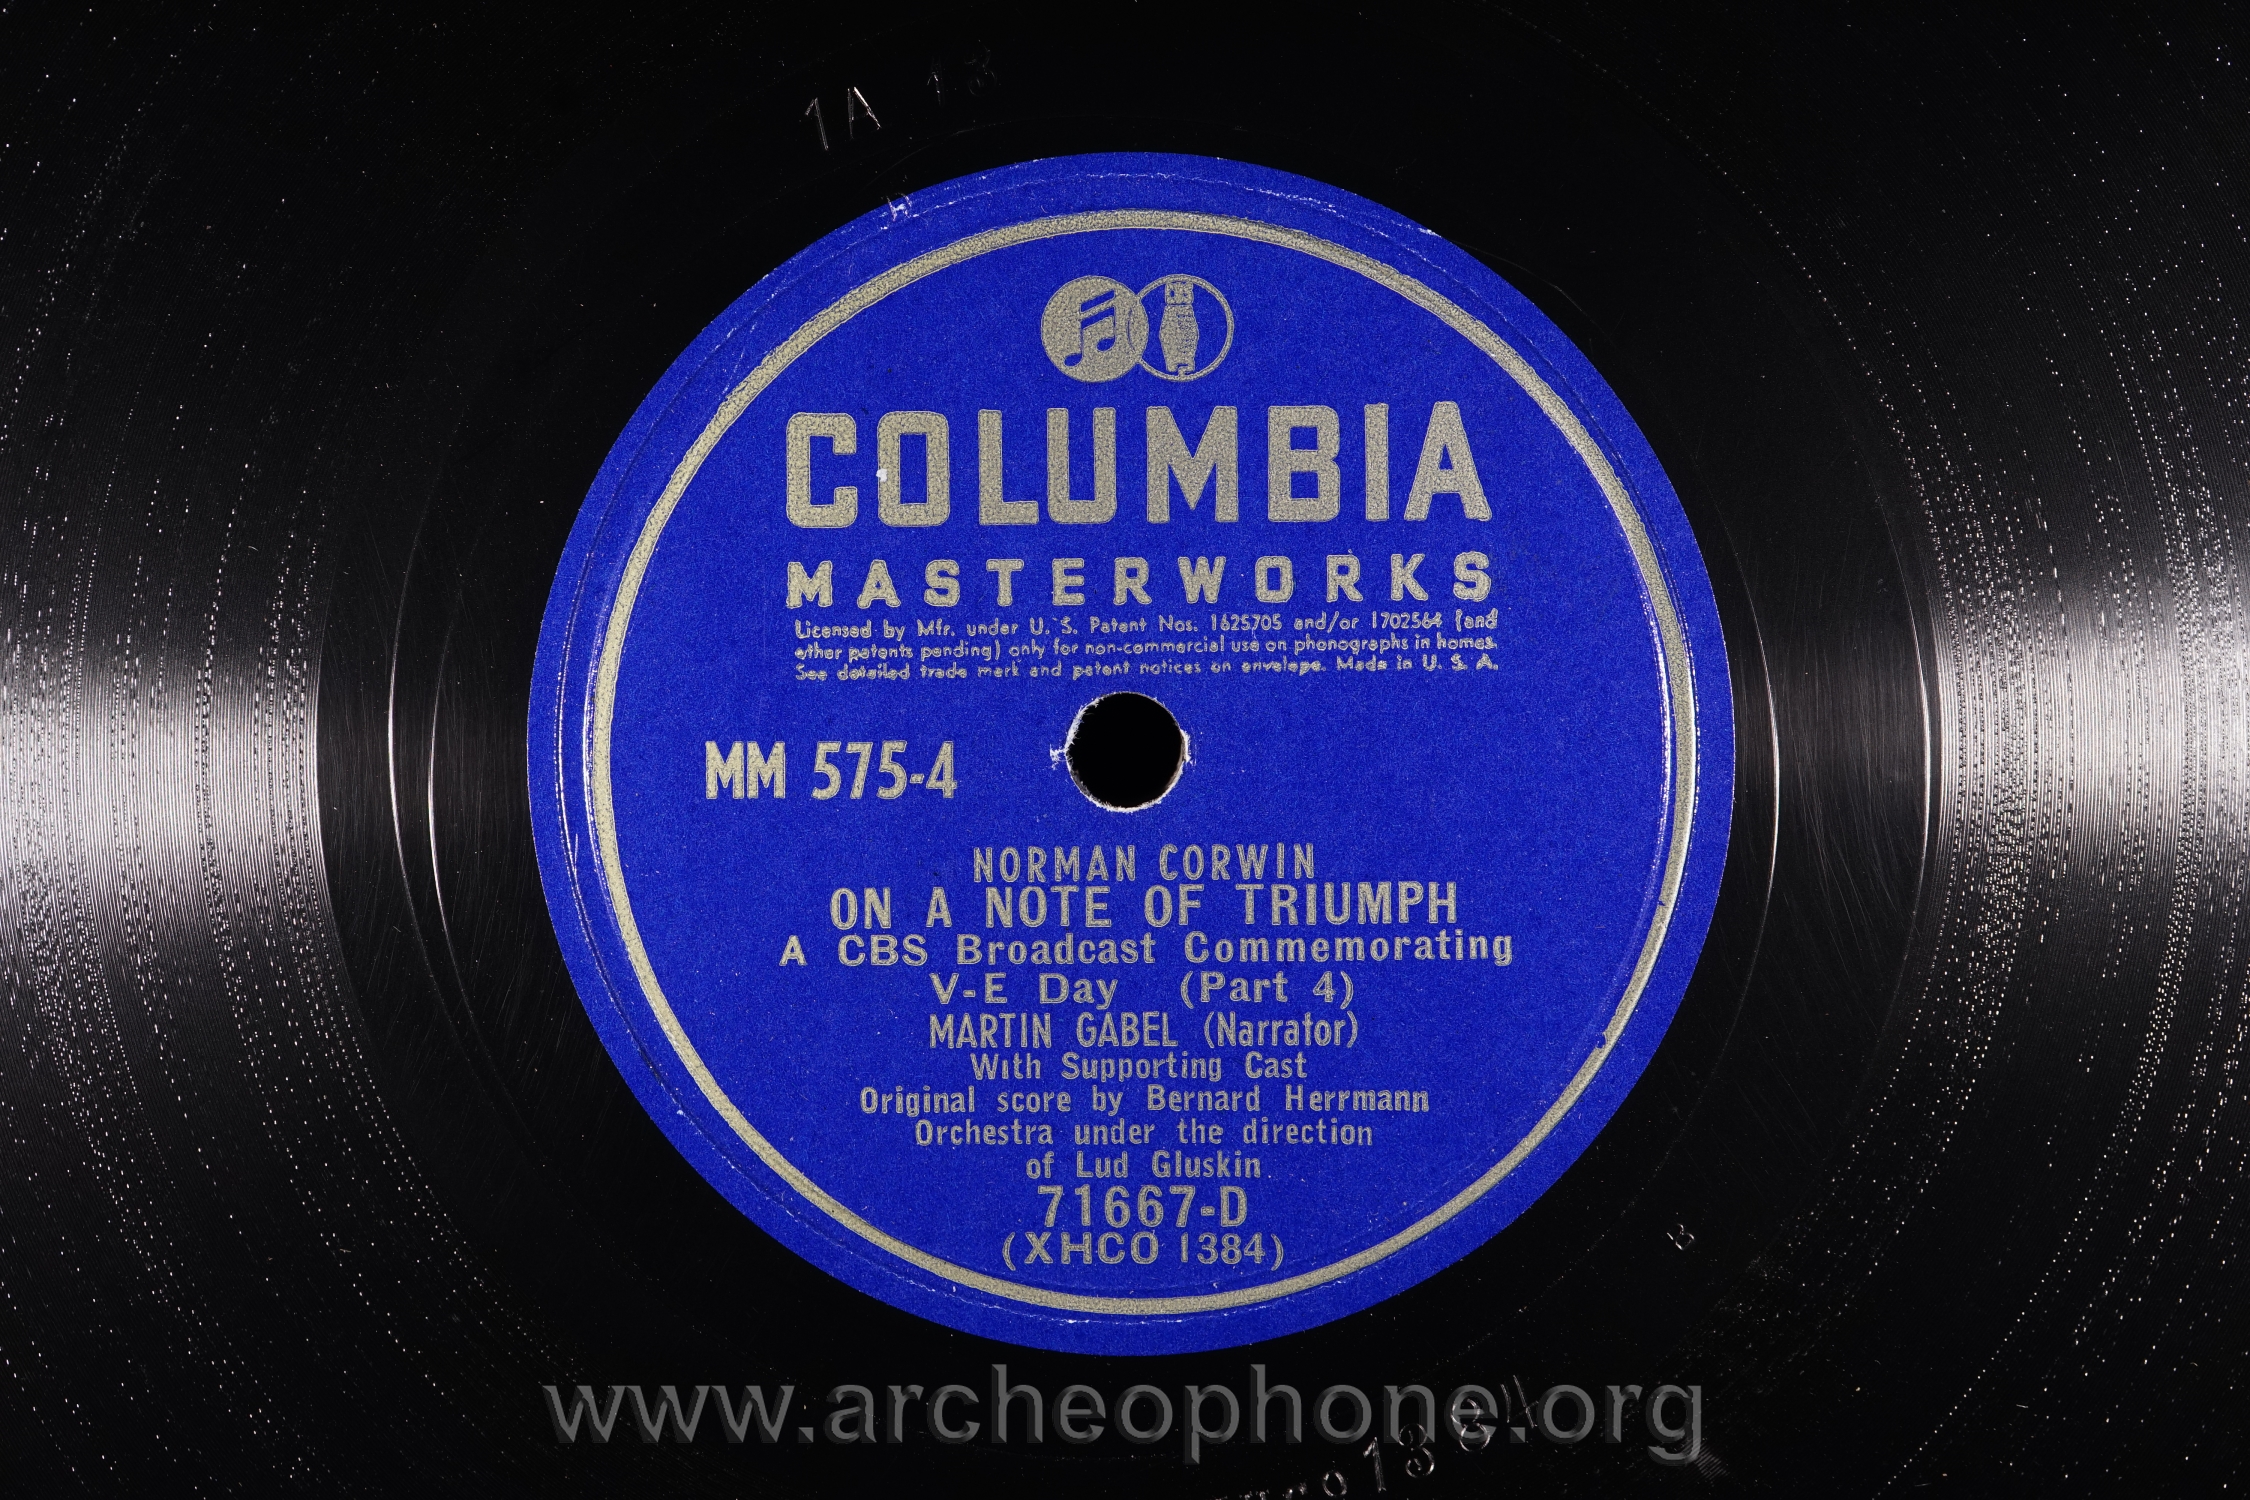 1A
COLUMBIA
MASTERWORKS
Licensed by Mfr. under U. S. Patent Nos. 1625705 and/or 1702564 (and
other patents pending) only for non-commercial use on phonographs in homes.
See detailed trade mark and patent notices on envelope. Made in U. S. A.
MM 575-4
NORMAN CORWIN
ON A NOTE OF TRIUMPH
A CBS Broadcast Commemorating
V-E Day (Part 4)
MARTIN GABEL (Narrator)
With Supporting Cast
Original score by Bernard Herrmann
Orchestra under the direction
of Lud Gluskin
71667-D
(XHCO 1384)
B
www.archeophone.org